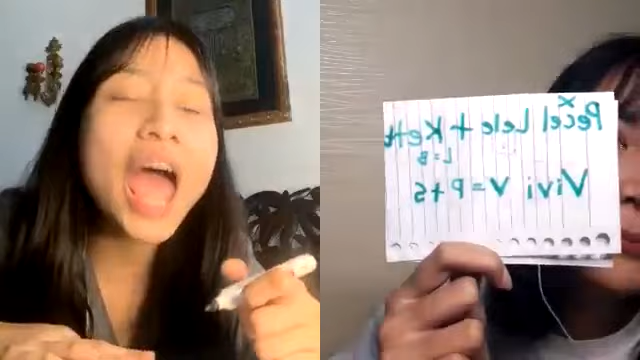 Pecel Lele +
L = B
Vivi V = P + S